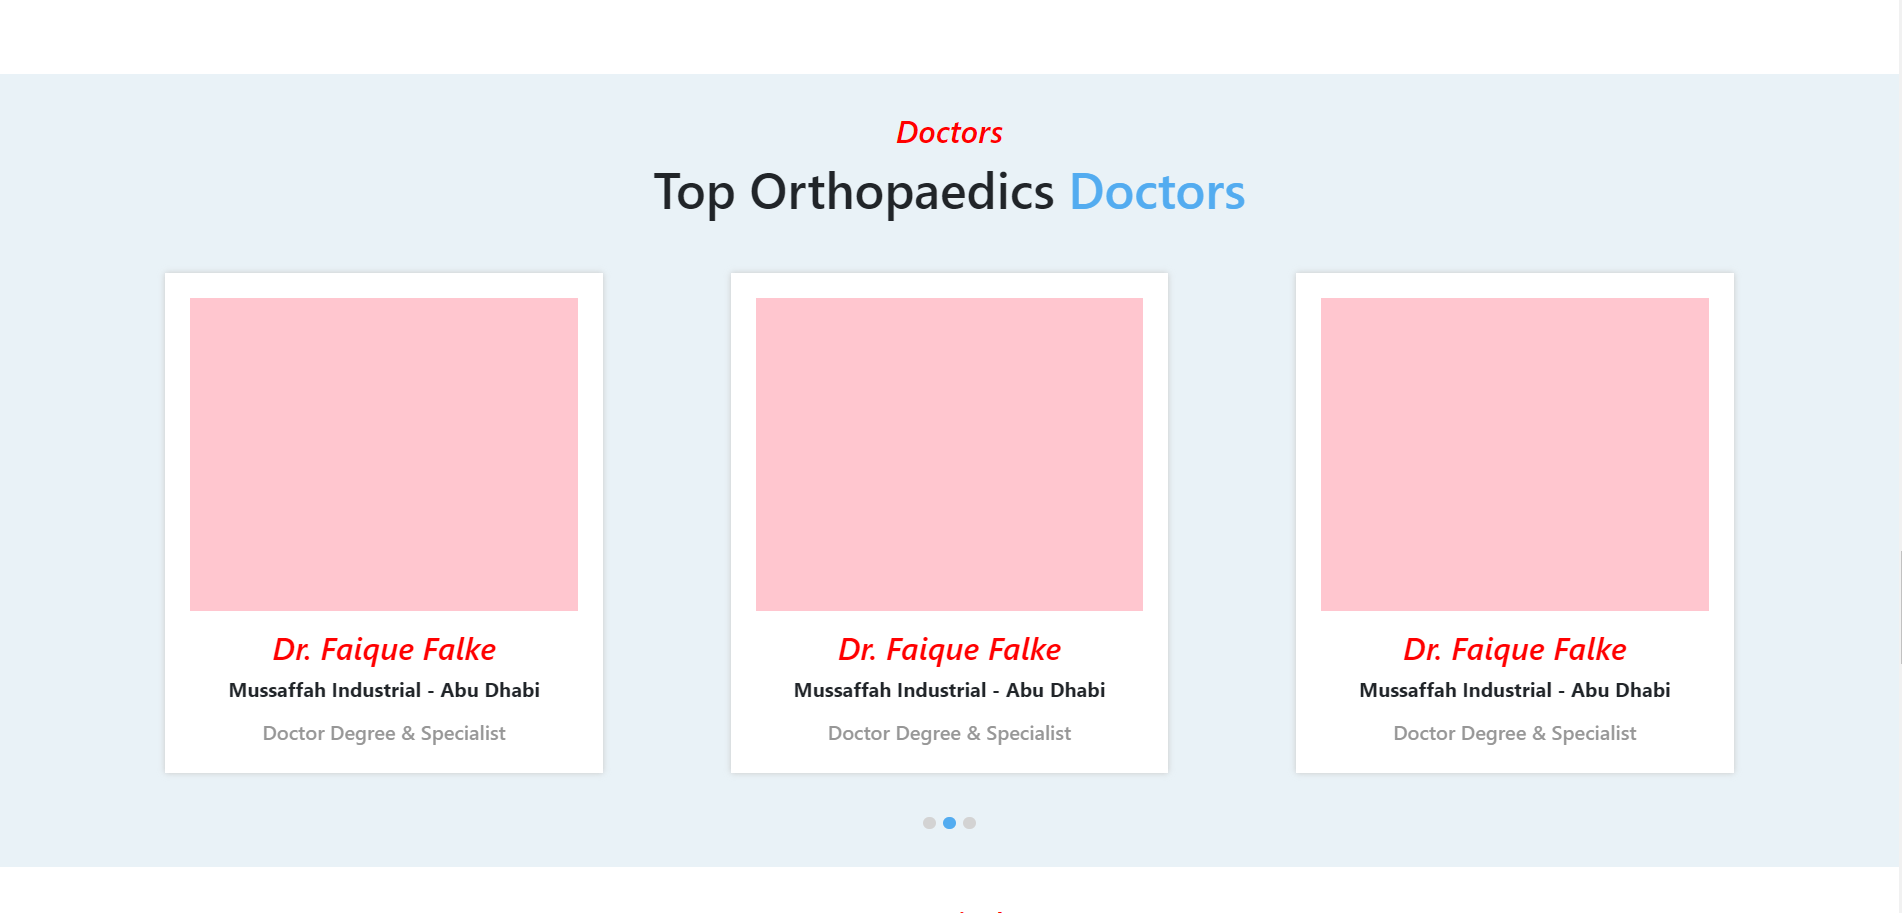 Doctors
Top Orthopaedics Doctors
Dr. Faique Falke
Mussaffah Industrial - Abu Dhabi
Doctor Degree & Specialist
Dr. Faique Falke
Mussaffah Industrial - Abu Dhabi
Doctor Degree & Specialist
Dr. Faique Falke
Mussaffah Industrial - Abu Dhabi
Doctor Degree & Specialist